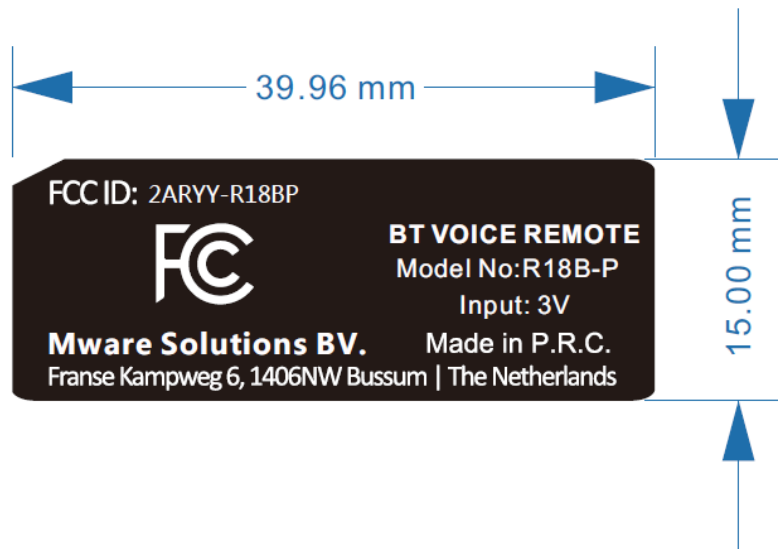 39.96 mm
FCC ID: 2ARYY-R18BP
FC
BT VOICE REMOTE
Model No:R18B-P
Input: 3V
Mware Solutions BV.
Made in P.R.C.
Franse Kampweg 6, 1406NW Bussum | The Netherlands
15.00 mm